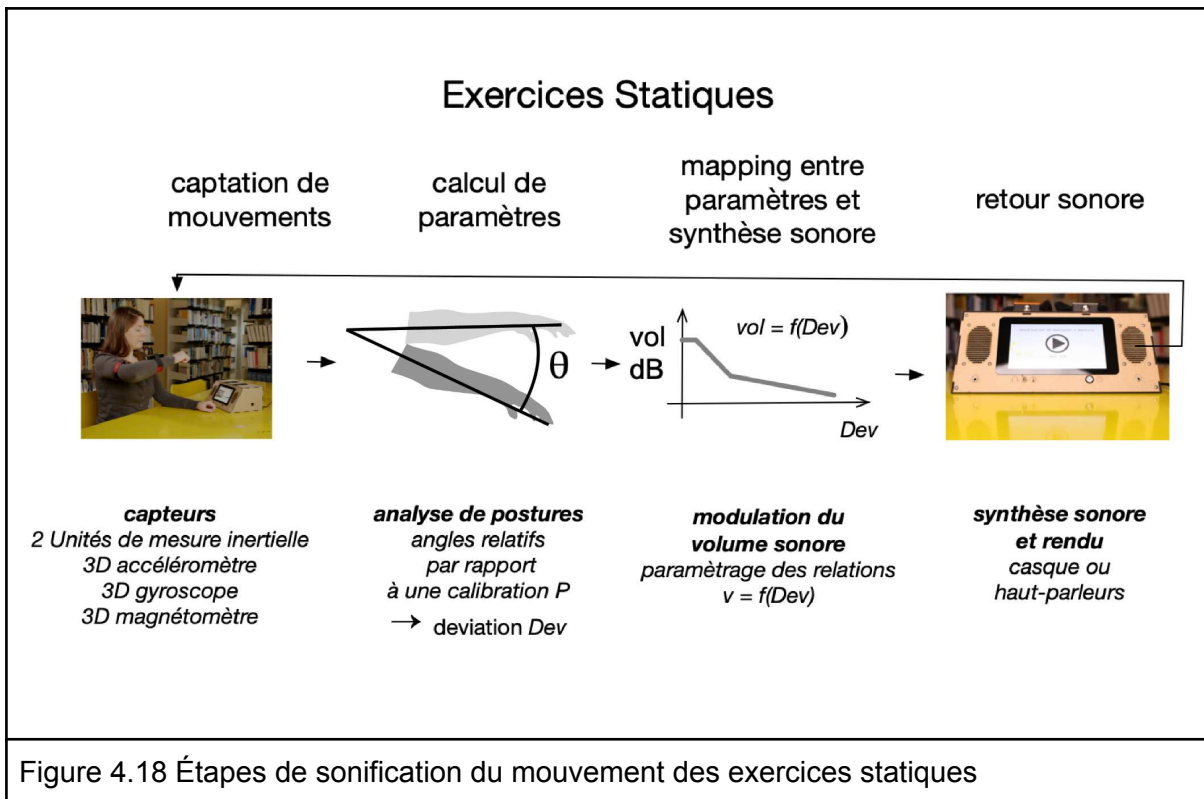 Exercices Statiques
captation de
mouvements
calcul de
paramètres
mapping entre
paramètres et
synthèse sonore
retour sonore
θ
vol
dB
vol = f(Dev)
Dev
capteurs
2 Unités de mesure inertielle
3D accéléromètre
3D gyroscope
3D magnétomètre
analyse de postures
angles relatifs
par rapport
à une calibration P
→ deviation Dev
modulation du
volume sonore
paramètrage des relations
v = f(Dev)
synthèse sonore
et rendu
casque ou
haut-parleurs
Figure 4.18 Étapes de sonification du mouvement des exercices statiques